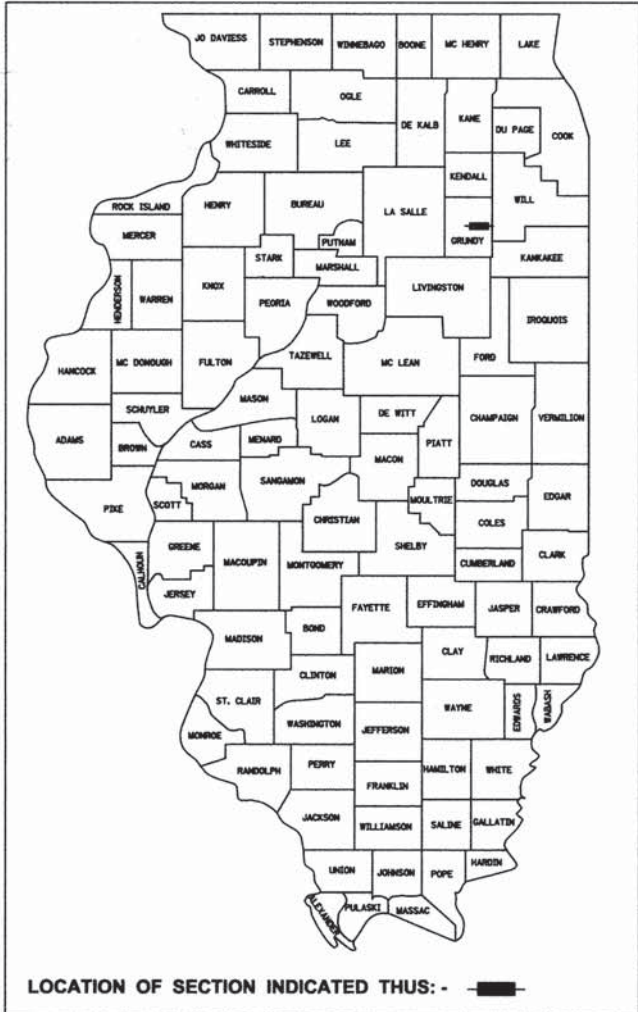 JO DAVIESS STEPHENSON WINNEBAGO BOONE MC HENRY LAKE
CARROLL OGLE DE KALB KANE DU PAGE COOK
WHITESIDE LEE
KENDALL WILL
ROCK ISLAND HENRY BUREAU LA SALLE
MERCER PUTNAM GRUNDY
STARK MARSHALL KANKAKEE
HENDERSON WARREN KNOX PEORIA WOODFORD LIVINGSTON
IROQUOIS
HANCOCK MC DONOUGH FULTON TAZEWELL MC LEAN FORD
MASON
SCHUYLER LOGAN DE WITT CHAMPAIGN VERMILION
ADAMS BROWN CASS MENARD MACON PIATT
PIKE SCOTT MORGAN SANGAMON MOULTRIE DOUGLAS EDGAR
CHRISTIAN COLES
GREENE MACOUPIN MONTGOMERY SHELBY CUMBERLAND CLARK
CALHOUN JERSEY
FAYETTE EFFINGHAM JASPER CRAWFORD
MADISON BOND
CLAY RICHLAND LAWRENCE
CLINTON MARION
ST. CLAIR WAYNE EDWARDS WABASH
MONROE WASHINGTON JEFFERSON
RANDOLPH PERRY HAMILTON WHITE
FRANKLIN
JACKSON WILLIAMSON SALINE GALLATIN
UNION JOHNSON POPE HARDIN
ALEXANDER PULASKI MASSAC
LOCATION OF SECTION INDICATED THUS: -